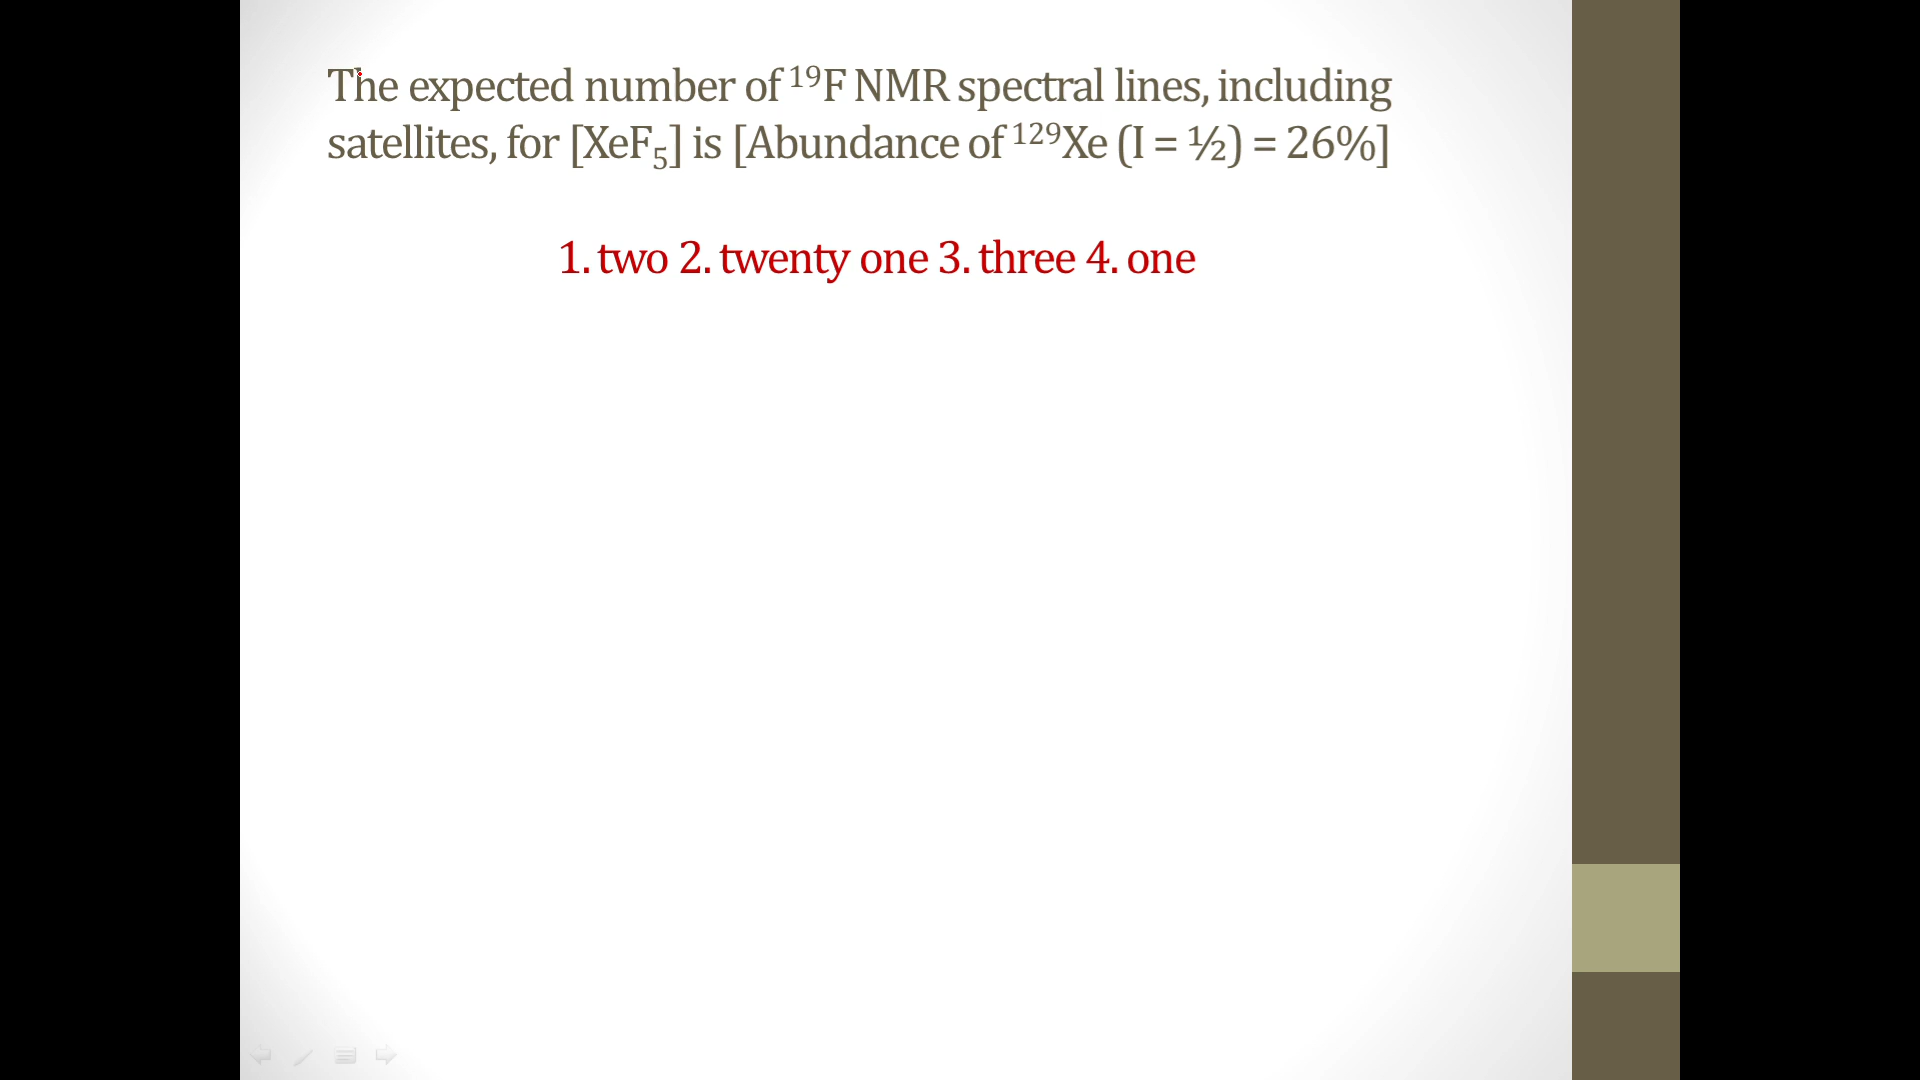 The expected number of ¹⁹F NMR spectral lines, including
satellites, for [XeF₅] is [Abundance of ¹²⁹Xe (I = ½) = 26%]
1. two 2. twenty one 3. three 4. one